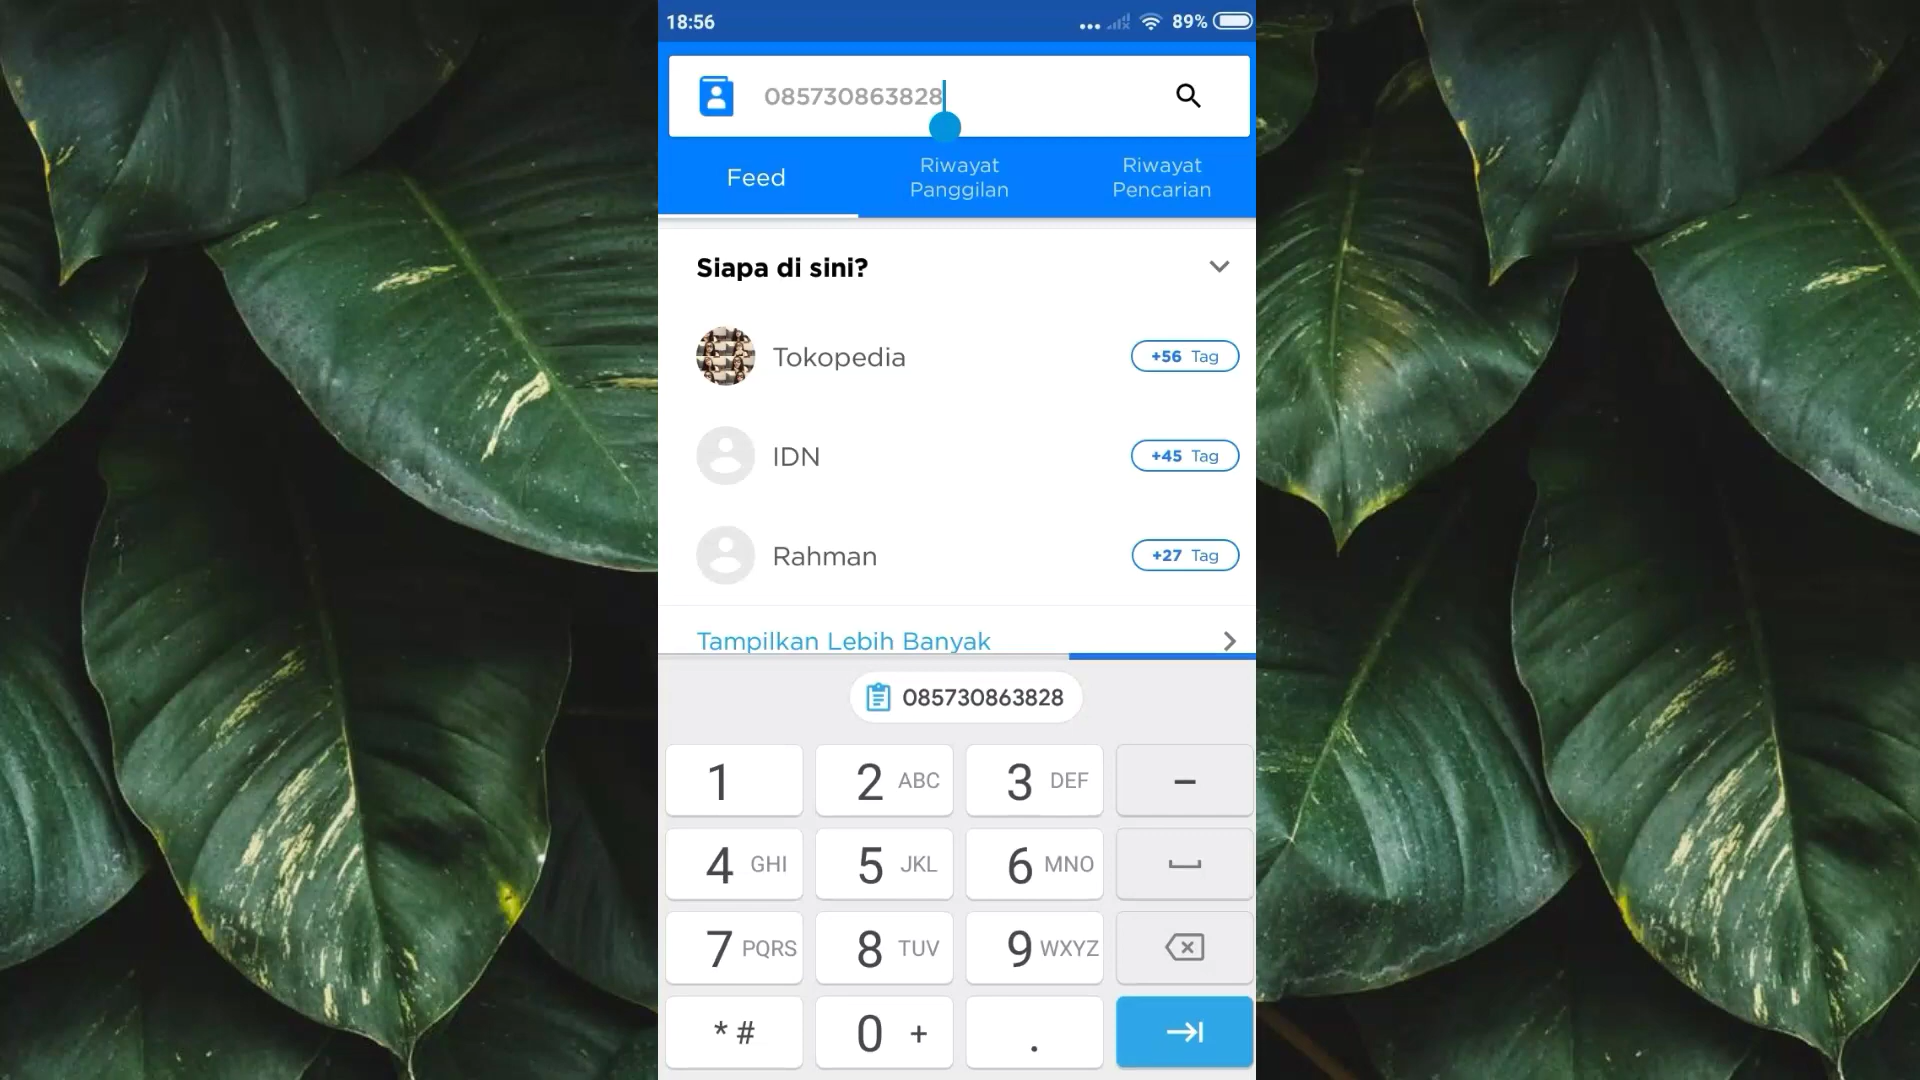 18:56
89%
085730863828
Feed
Riwayat
Panggilan
Riwayat
Pencarian
Siapa di sini?
Tokopedia
+56 Tag
IDN
+45 Tag
Rahman
+27 Tag
Tampilkan Lebih Banyak
085730863828
1
2 ABC
3 DEF
-
4 GHI
5 JKL
6 MNO
7 PQRS
8 TUV
9 WXYZ
* #
0 +
.